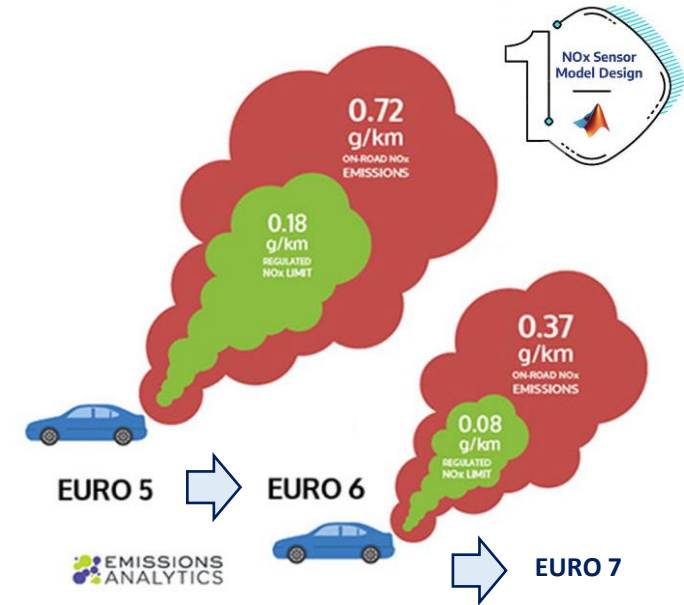 1
NOx Sensor
Model Design
0.72
g/km
ON-ROAD NOx
EMISSIONS
0.18
g/km
REGULATED
NOx LIMIT
0.37
g/km
ON-ROAD NOx
EMISSIONS
0.08
g/km
REGULATED
NOx LIMIT
EURO 5
EURO 6
EMISSIONS
ANALYTICS
EURO 7